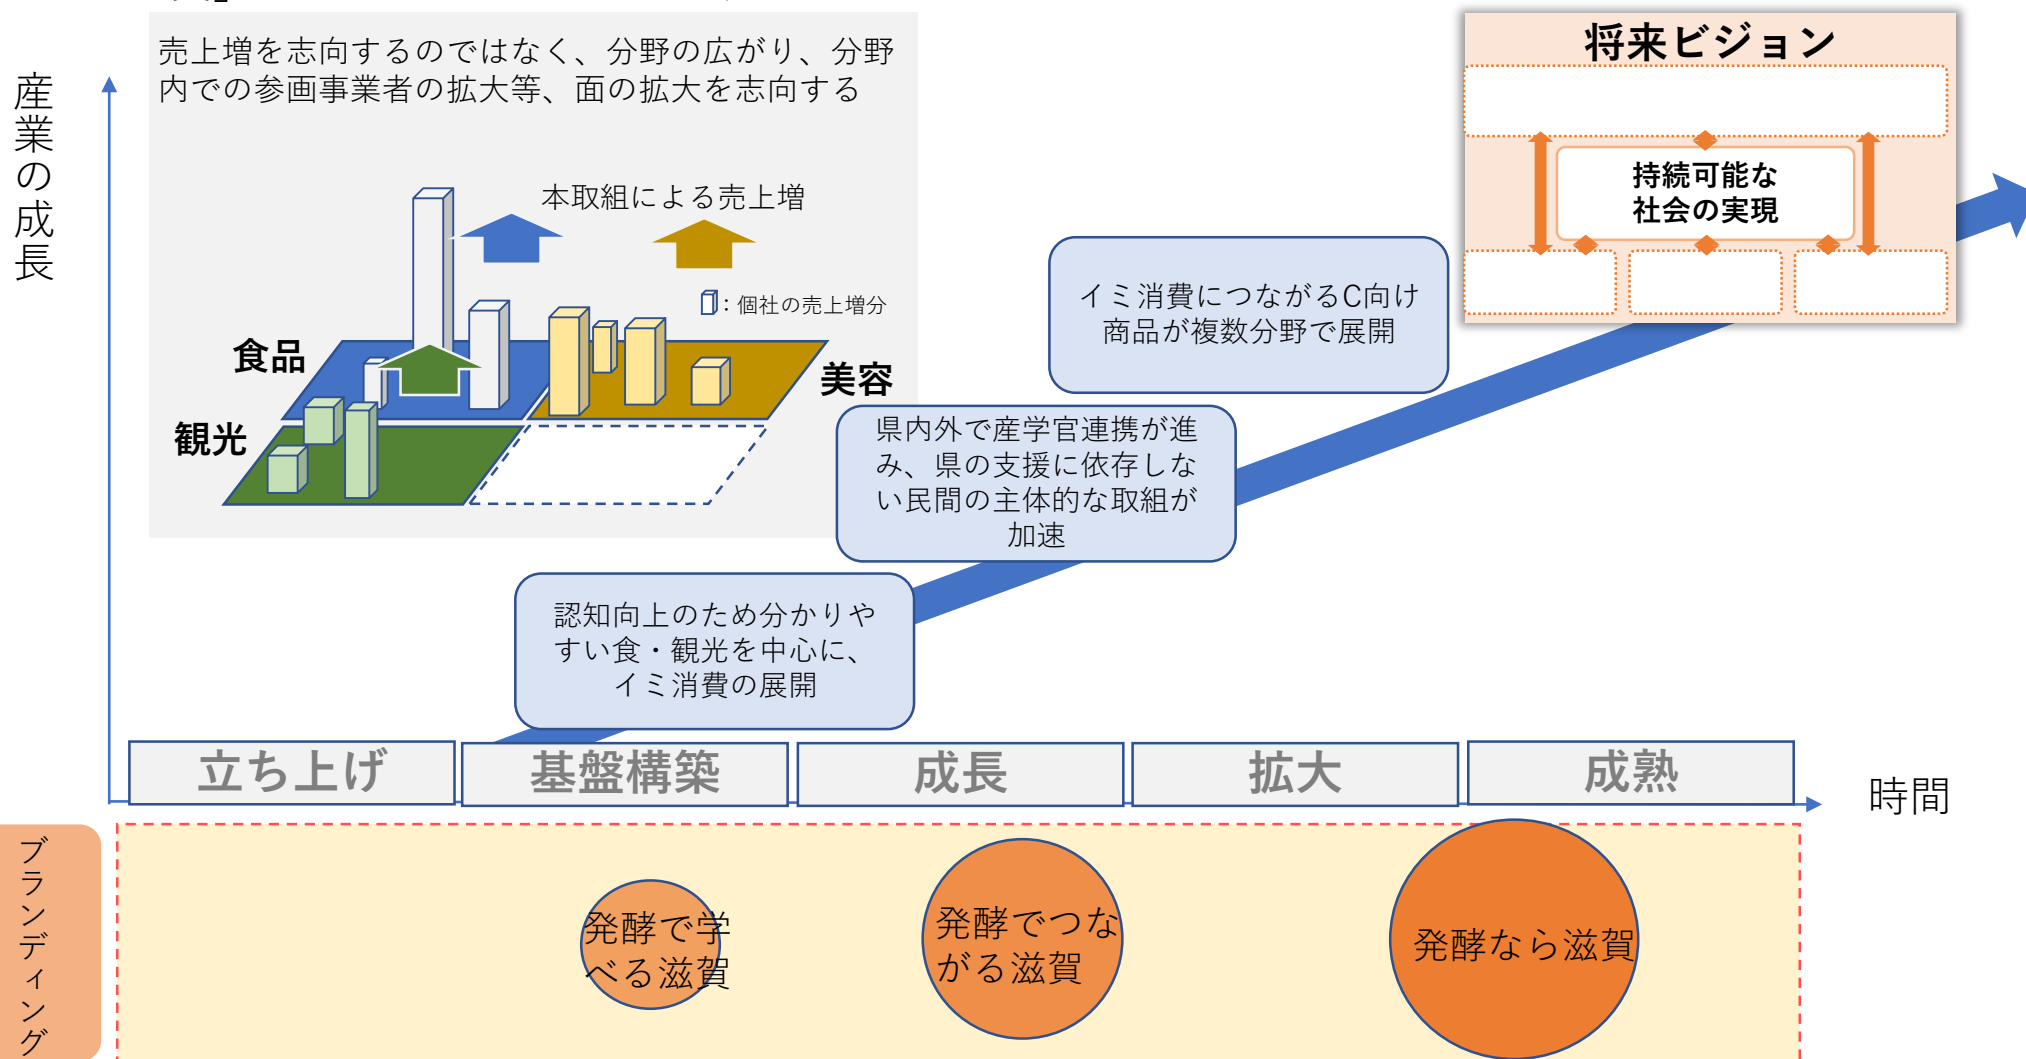 売上増を志向するのではなく、分野の広がり、分野
内での参画事業者の拡大等、面の拡大を志向する
産業の成長
本取組による売上増
：個社の売上増分
食品
美容
観光
将来ビジョン
持続可能な
社会の実現
イミ消費につながるC向け
商品が複数分野で展開
県内外で産学官連携が進
み、県の支援に依存しな
い民間の主体的な取組が
加速
認知向上のため分かりや
すい食・観光を中心に、
イミ消費の展開
立ち上げ
基盤構築
成長
拡大
成熟
時間
ブランディング
発酵で学
べる滋賀
発酵でつな
がる滋賀
発酵なら滋賀